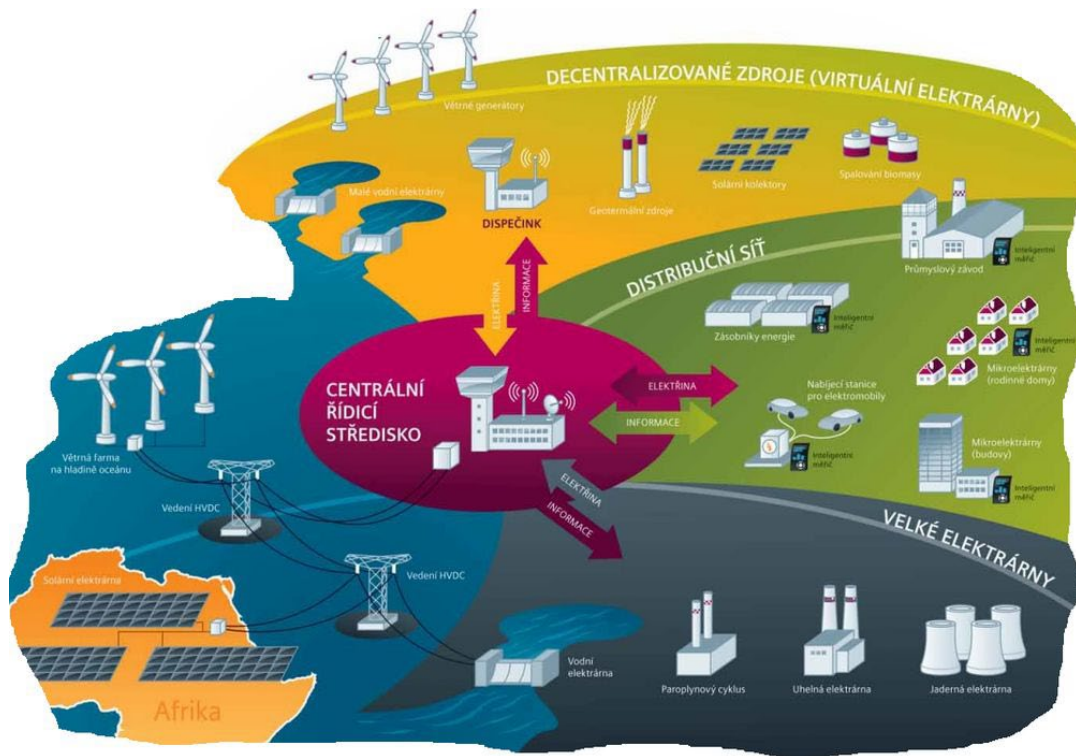 DECENTRALIZOVANÉ ZDROJE (VIRTUÁLNÍ ELEKTRÁRNY)
Větrné generátory
Malé vodní elektrárny
DISPEČINK
Geotermální zdroje
Solární kolektory
Spalování biomasy
ELEKTŘINA
INFORMACE
DISTRIBUČNÍ SÍŤ
Průmyslový závod
Inteligentní
měřič
Zásobníky energie
Inteligentní
měřič
Inteligentní
měřič
Mikroelektrárny
(rodinné domy)
Nabíjecí stanice
pro elektromobily
Inteligentní
měřič
Mikroelektrárny
(budovy)
Inteligentní
měřič
CENTRÁLNÍ
ŘÍDICÍ
STŘEDISKO
ELEKTŘINA
INFORMACE
ELEKTŘINA
INFORMACE
Větrná farma
na hladině oceánu
Vedení HVDC
Vedení HVDC
Solární elektrárna
Afrika
VELKÉ ELEKTRÁRNY
Vodní
elektrárna
Paroplynový cyklus
Uhelná elektrárna
Jaderná elektrárna